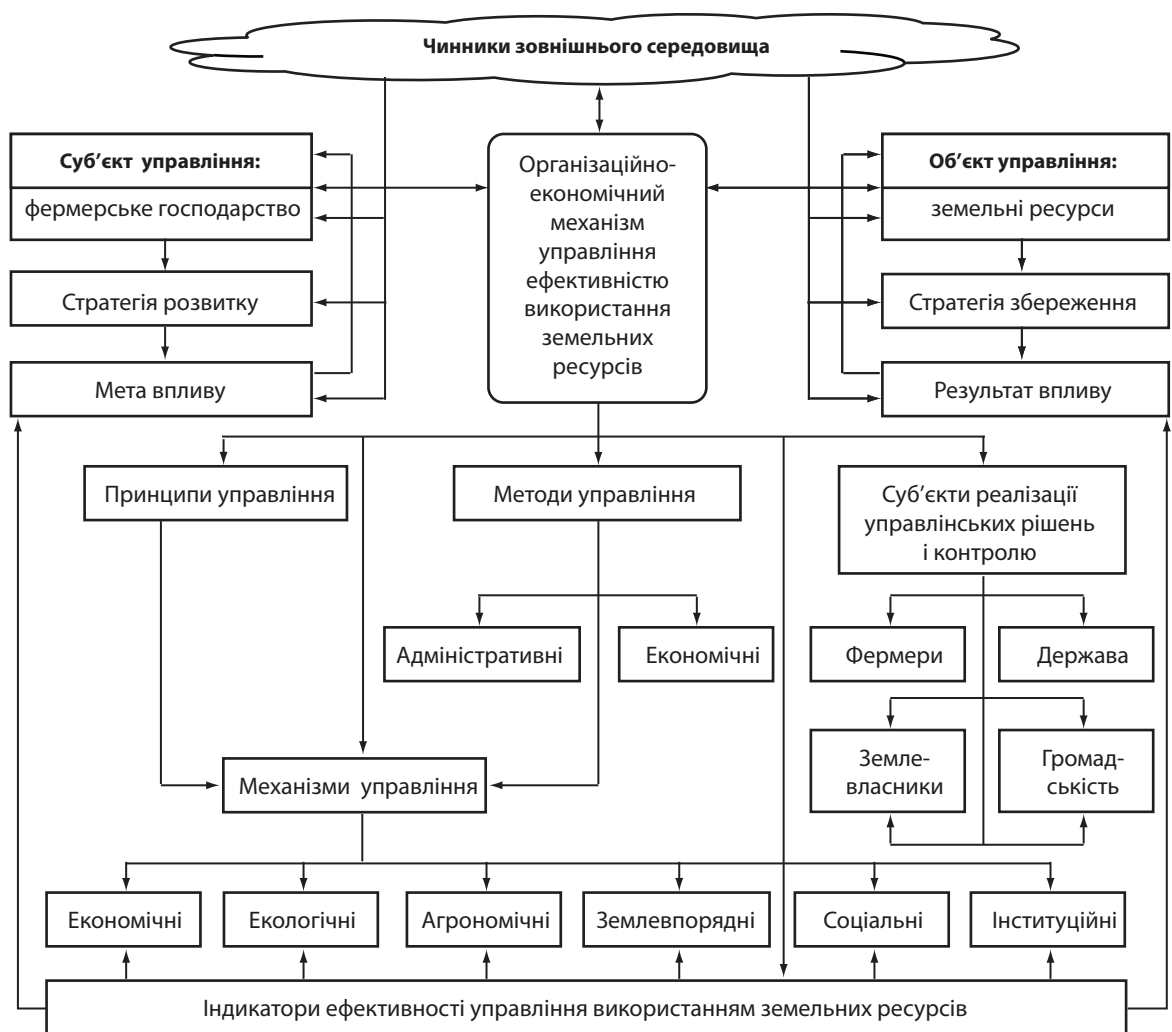 Чинники зовнішнього середовища
Суб’єкт управління:
фермерське господарство
Стратегія розвитку
Мета впливу
Організаційно-
економічний
механізм
управління
ефективністю
використання
земельних
ресурсів
Об’єкт управління:
земельні ресурси
Стратегія збереження
Результат впливу
Принципи управління
Методи управління
Суб’єкти реалізації
управлінських рішень
і контролю
Адміністративні
Економічні
Фермери
Держава
Земле-
власники
Громад-
ськість
Механізми управління
Економічні
Екологічні
Агрономічні
Землевпорядні
Соціальні
Інституційні
Індикатори ефективності управління використанням земельних ресурсів